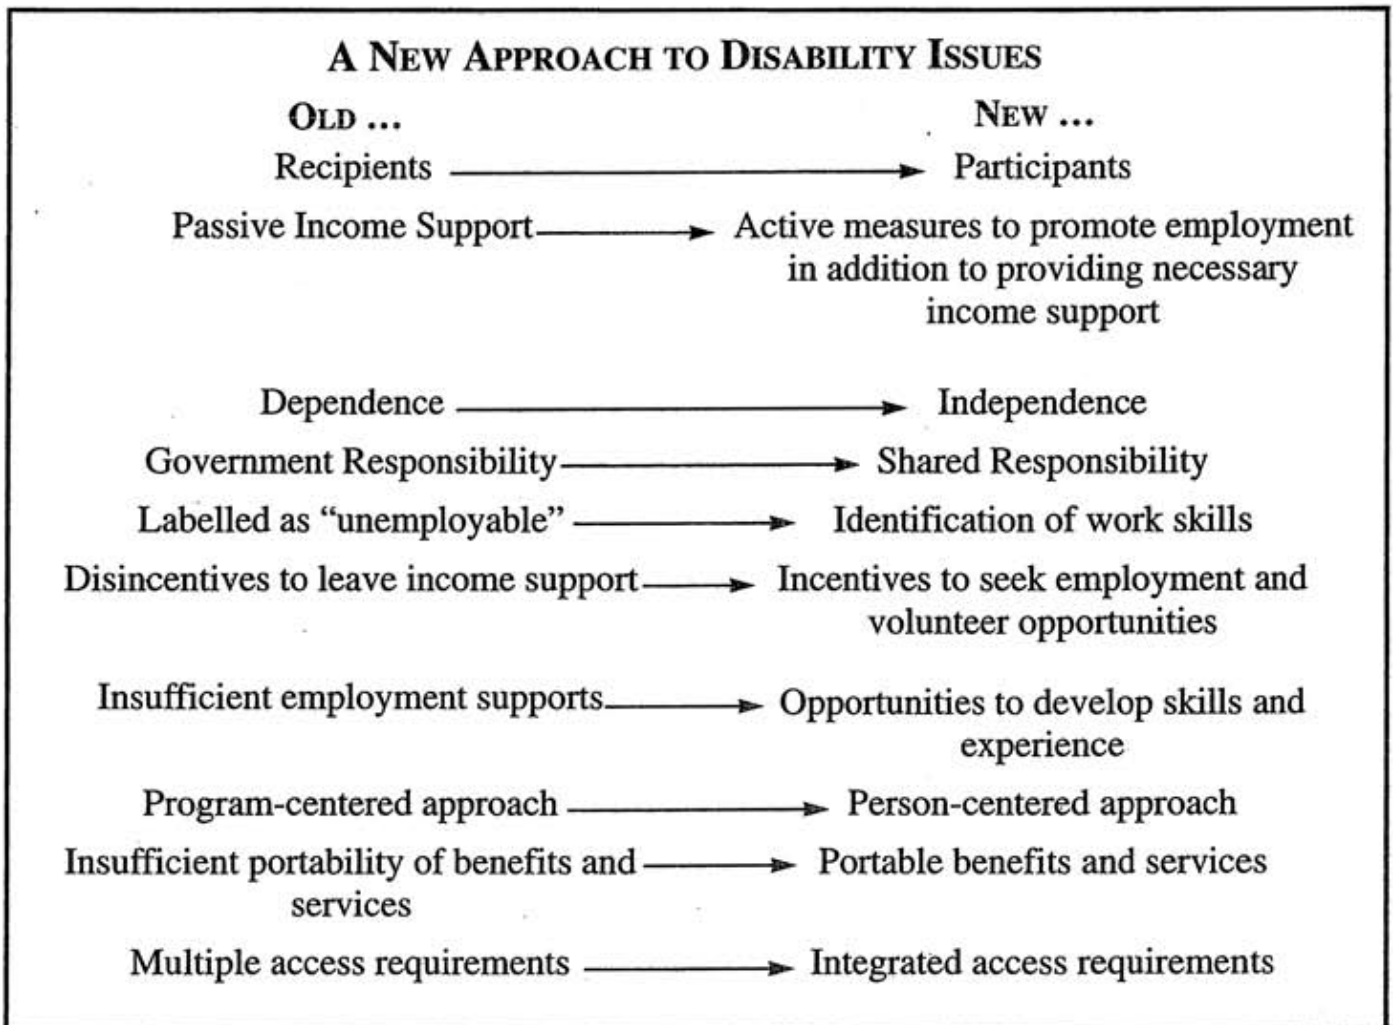 A NEW APPROACH TO DISABILITY ISSUES
OLD ... NEW ...
Recipients Participants
Passive Income Support Active measures to promote employment
in addition to providing necessary
income support
Dependence Independence
Government Responsibility Shared Responsibility
Labelled as “unemployable” Identification of work skills
Disincentives to leave income support Incentives to seek employment and
volunteer opportunities
Insufficient employment supports Opportunities to develop skills and
experience
Program-centered approach Person-centered approach
Insufficient portability of benefits and Portable benefits and services
services
Multiple access requirements Integrated access requirements